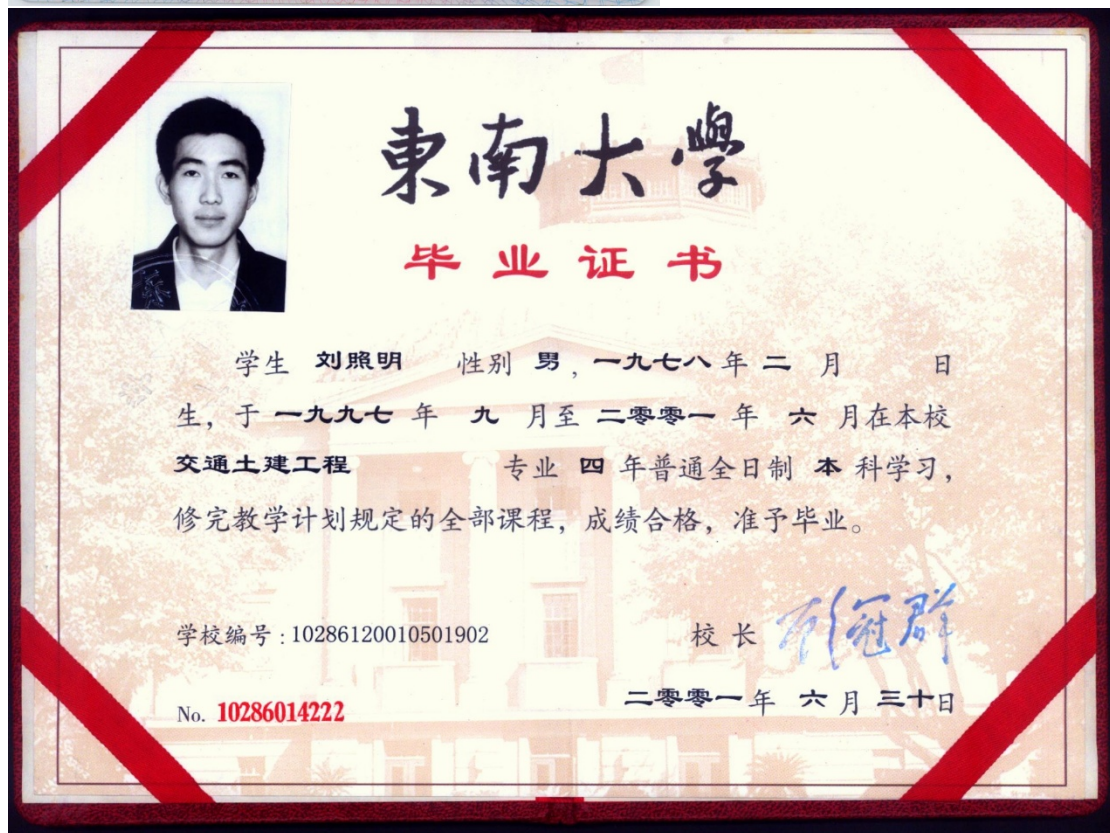 東南大學
毕业证书
学生 刘照明 性别 男, 一九七八 年 二 月 日
生, 于 一九九七 年 九 月至 二零零一 年 六 月在本校
交通土建工程 专业 四 年普通全日制 本 科学习,
修完教学计划规定的全部课程, 成绩合格, 准予毕业。
学校编号:10286120010501902
校长 顾冠群
No. 10286014222
二零零一年 六月 三十日